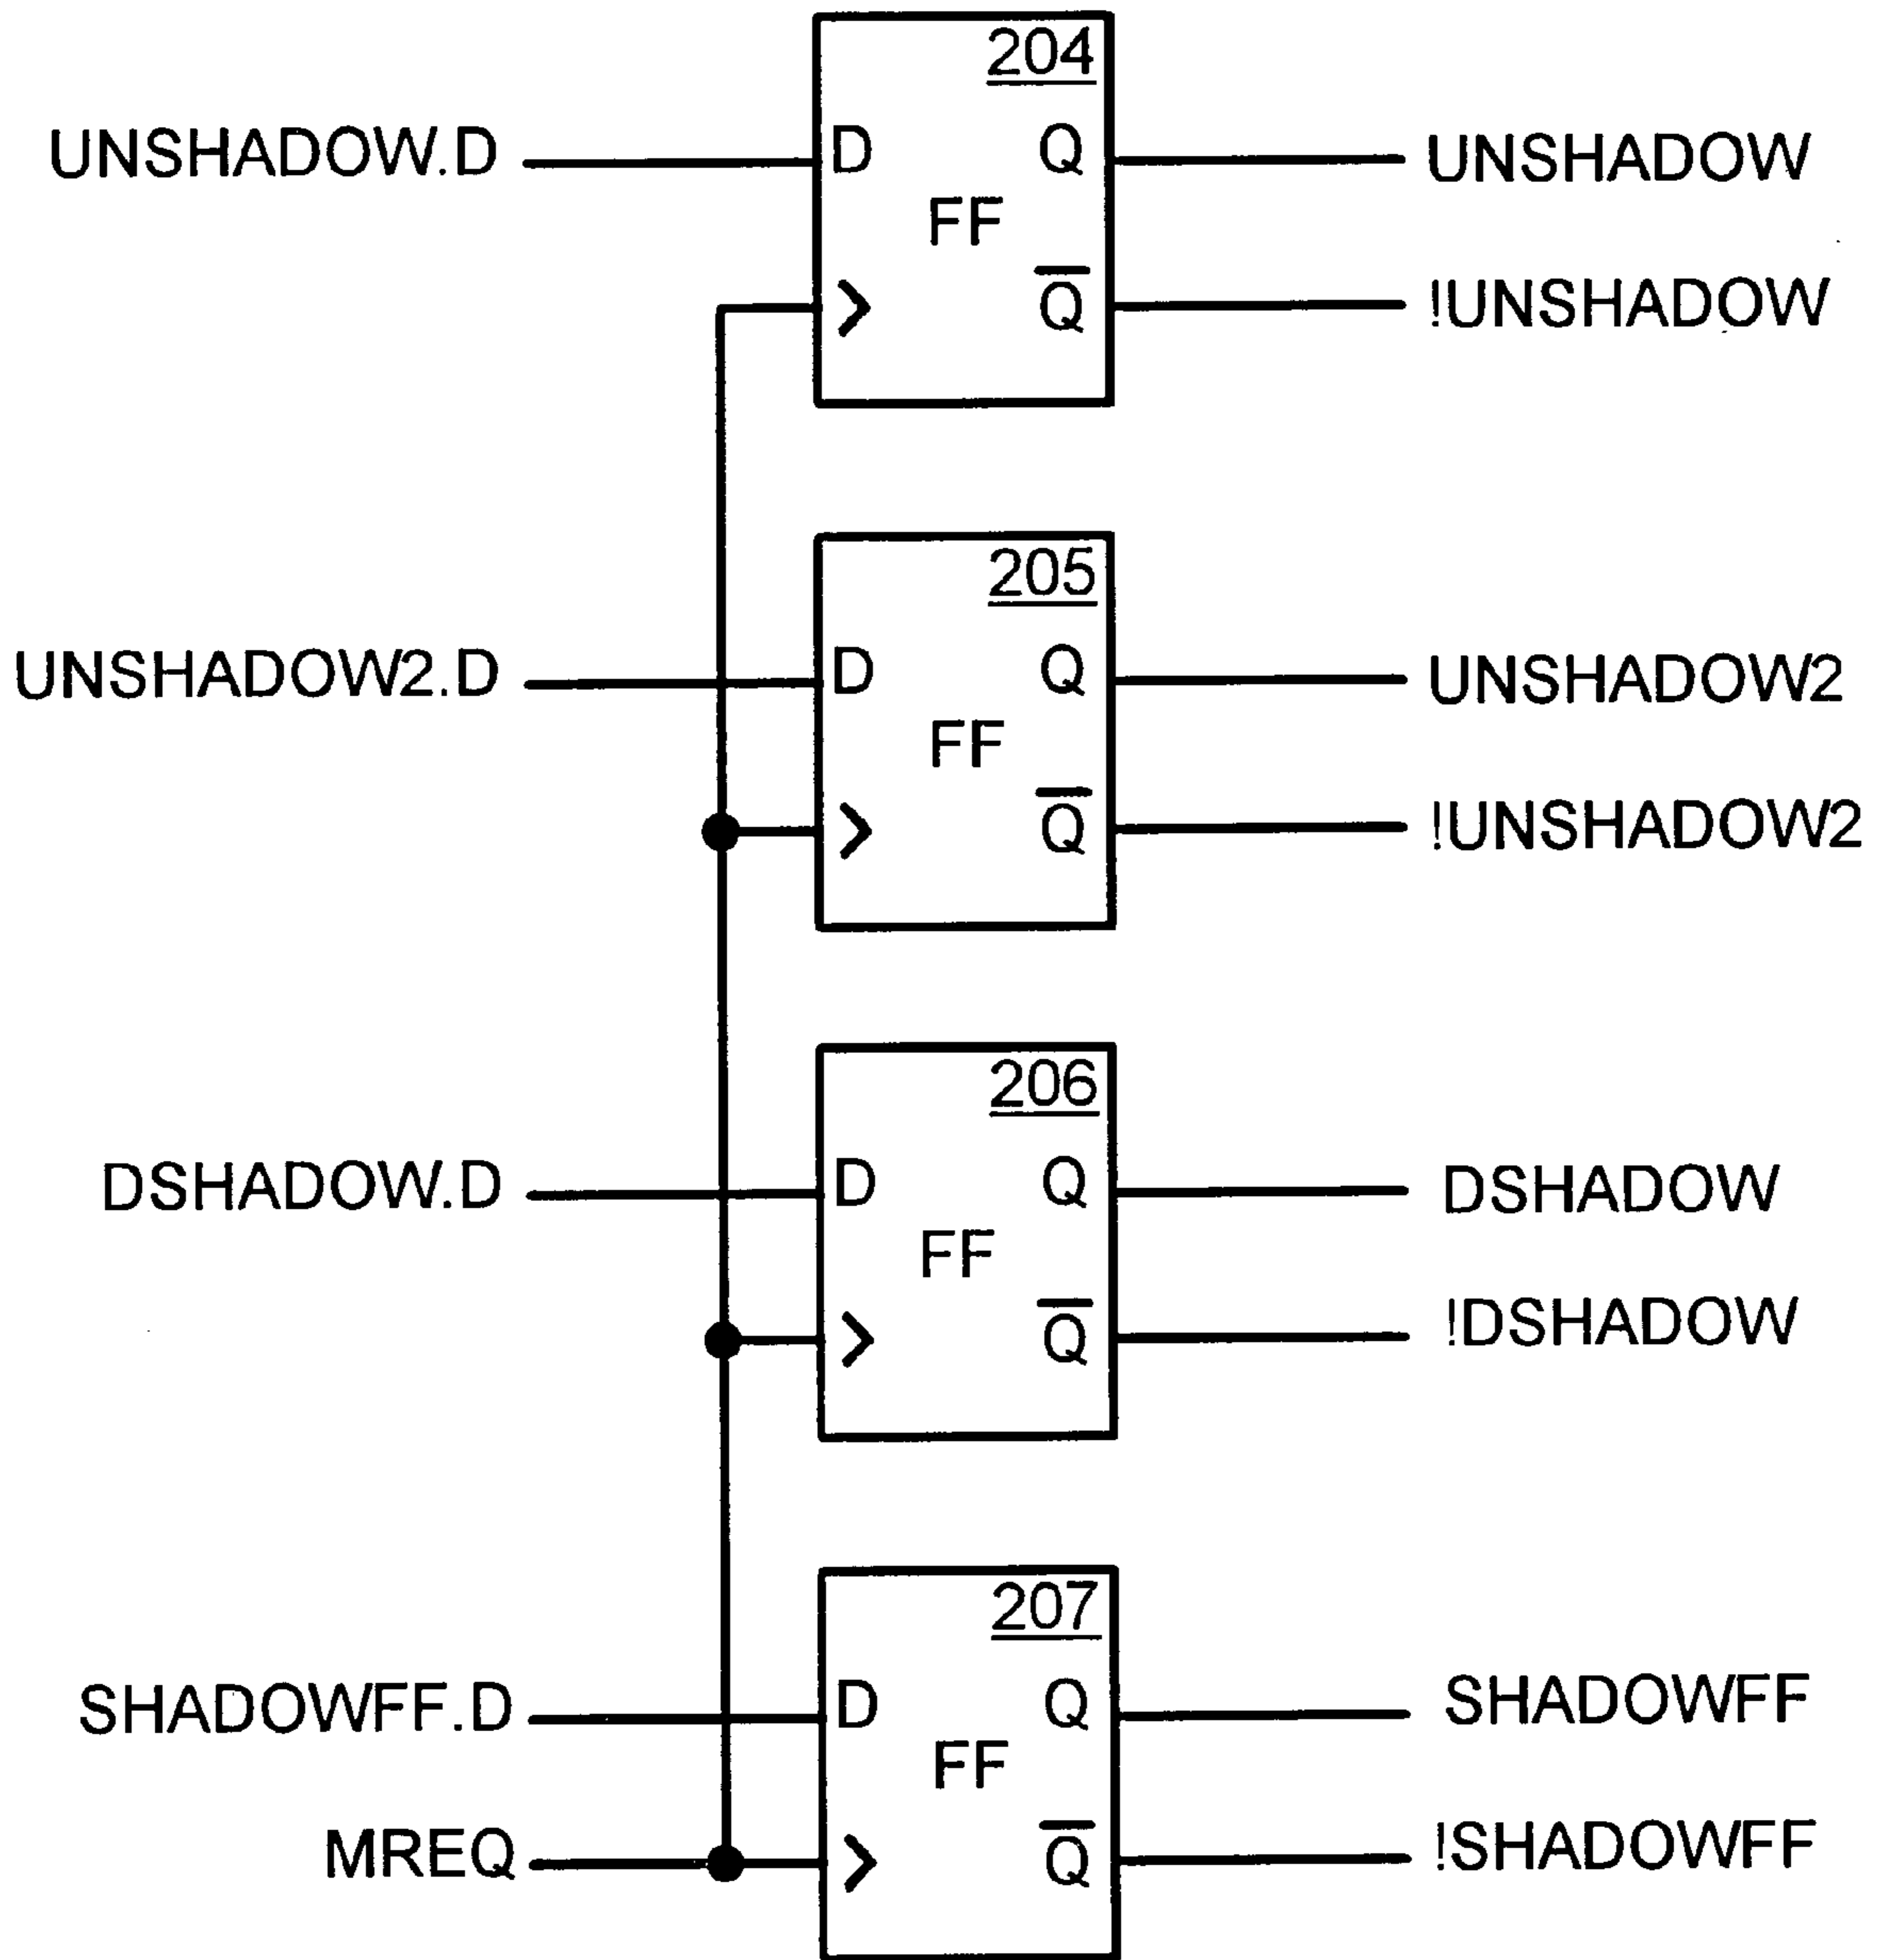 204
UNSHADOW.D D Q UNSHADOW
FF
> Q !UNSHADOW
205
UNSHADOW2.D D Q UNSHADOW2
FF
> Q !UNSHADOW2
206
DSHADOW.D D Q DSHADOW
FF
> Q !DSHADOW
207
SHADOWFF.D D Q SHADOWFF
FF
MREQ > Q !SHADOWFF